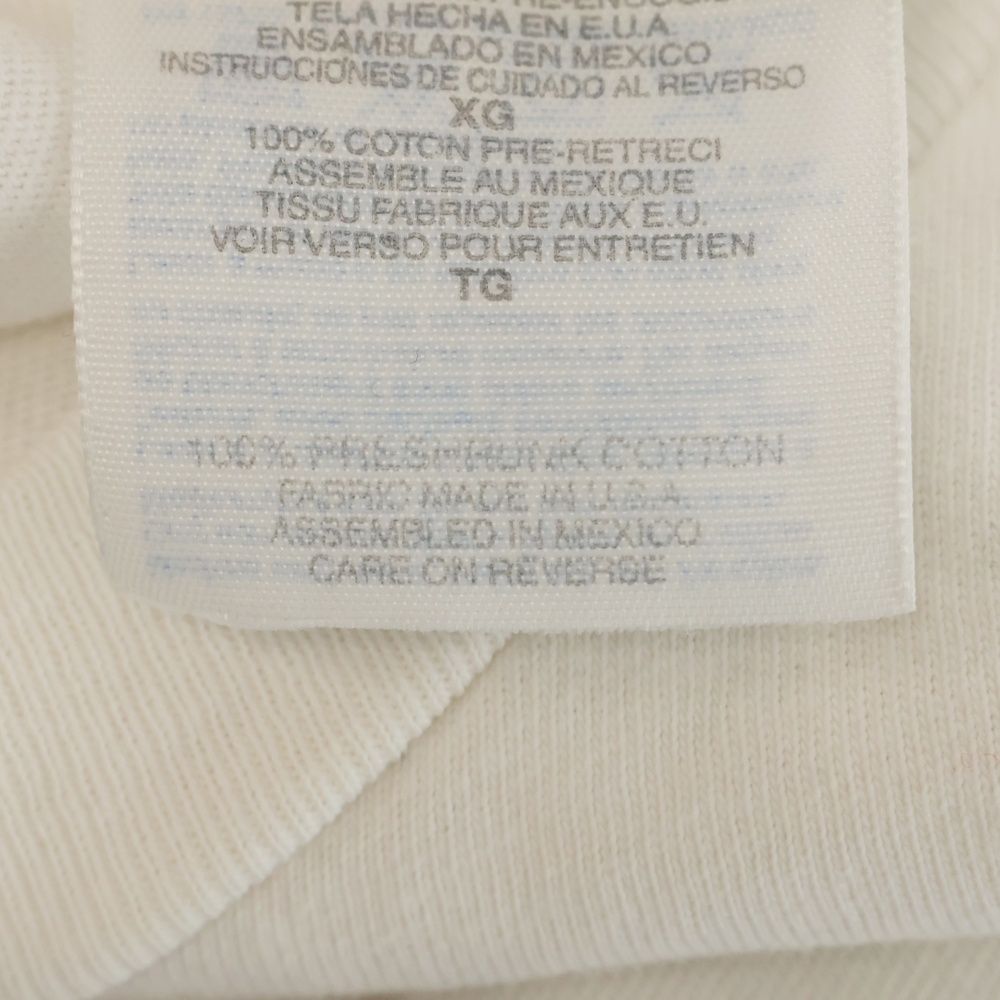 PRE-ENCOGID
TELA HECHA EN E.U.A.
ENSAMBLADO EN MEXICO
INSTRUCCIONES DE CUIDADO AL REVERSO
XG
100% COTON PRE-RETRECI
ASSEMBLE AU MEXIQUE
TISSU FABRIQUE AUX E.U.
VOIR VERSO POUR ENTRETIEN
TG
100% PRESHRUNK COTTON
FABRIC MADE IN U.S.A.
ASSEMBLED IN MEXICO
CARE ON REVERSE